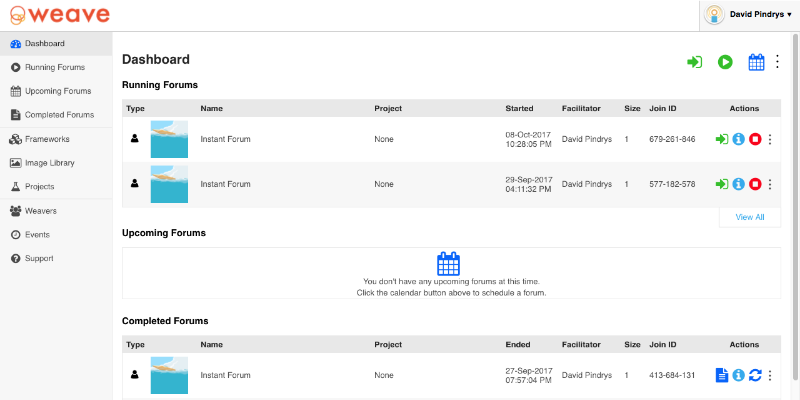 weave
David Pindrys
Dashboard
Running Forums
Upcoming Forums
Completed Forums
Frameworks
Image Library
Projects
Weavers
Events
Support
Dashboard
Running Forums
Type Name Project Started Facilitator Size Join ID Actions
Instant Forum None 08-Oct-2017 10:28:05 PM David Pindrys 1 679-261-846
Instant Forum None 29-Sep-2017 04:11:32 PM David Pindrys 1 577-182-578
View All
Upcoming Forums
You don't have any upcoming forums at this time.
Click the calendar button above to schedule a forum.
Completed Forums
Type Name Project Ended Facilitator Size Join ID Actions
Instant Forum None 27-Sep-2017 07:57:04 PM David Pindrys 1 413-684-131